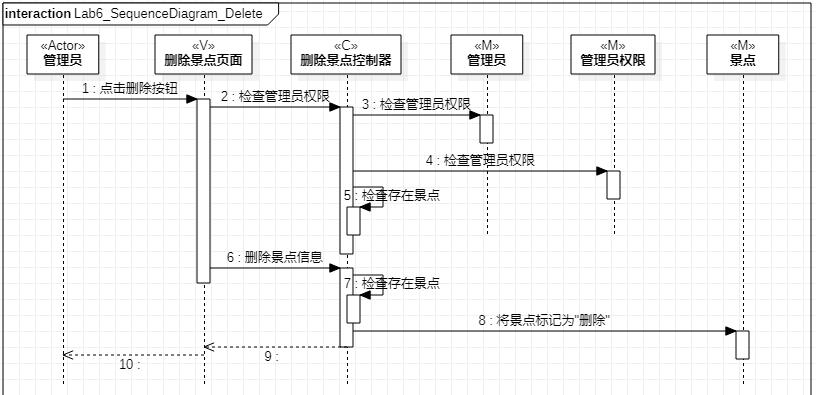 interaction Lab6_SequenceDiagram_Delete
«Actor»
管理员
«V»
删除景点页面
«C»
删除景点控制器
«M»
管理员
«M»
管理员权限
«M»
景点
1 : 点击删除按钮
2 : 检查管理员权限
3 : 检查管理员权限
4 : 检查管理员权限
5 : 检查存在景点
6 : 删除景点信息
7 : 检查存在景点
8 : 将景点标记为"删除"
9 :
10 :